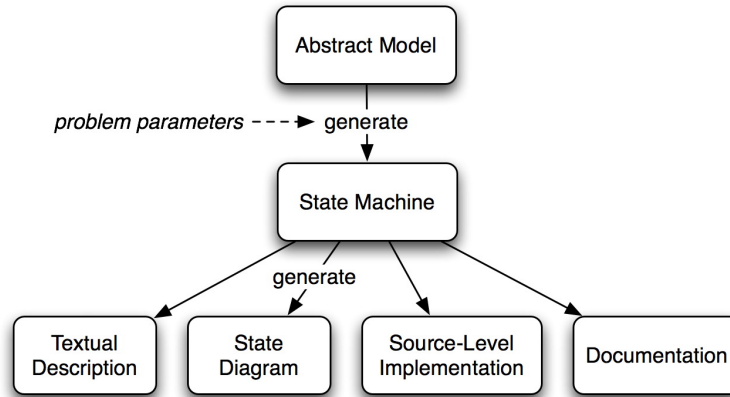 Abstract Model
problem parameters
generate
State Machine
generate
Textual
Description
State
Diagram
Source-Level
Implementation
Documentation